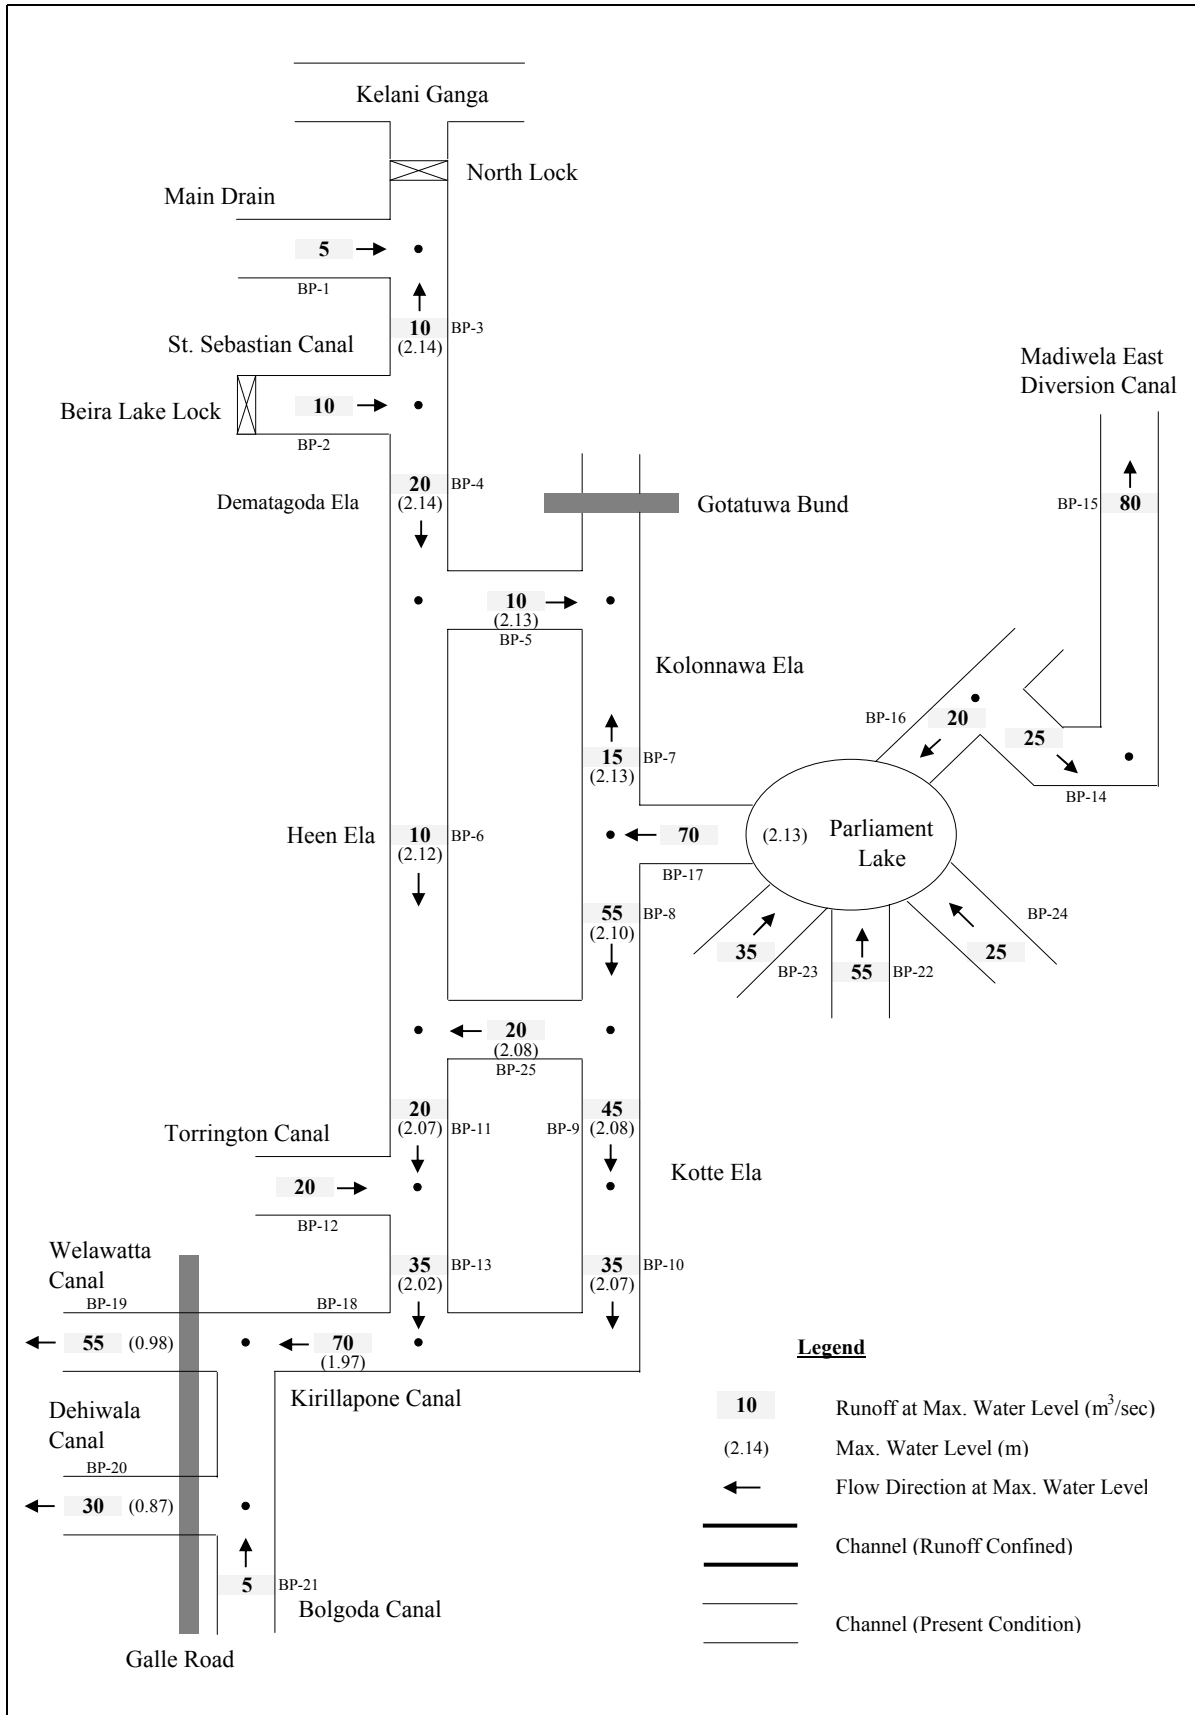 Kelani Ganga
North Lock
Main Drain
5
BP-1
10
(2.14)
BP-3
St. Sebastian Canal
Madiwela East
Diversion Canal
Beira Lake Lock
10
BP-2
20
(2.14)
BP-4
Dematagoda Ela
Gotatuwa Bund
BP-15
80
10
(2.13)
BP-5
Kolonnawa Ela
BP-16
20
25
BP-14
15
(2.13)
BP-7
Heen Ela
10
(2.12)
BP-6
70
BP-17
(2.13)
Parliament
Lake
55
(2.10)
BP-8
35
BP-23
55
BP-22
25
BP-24
20
(2.08)
BP-25
20
(2.07)
BP-11
BP-9
45
(2.08)
Torrington Canal
20
BP-12
Kotte Ela
Welawatta
Canal
BP-19
55
(0.98)
BP-18
35
(2.02)
BP-13
35
(2.07)
BP-10
70
(1.97)
Kirillapone Canal
Dehiwala
Canal
BP-20
30
(0.87)
5
BP-21
Bolgoda Canal
Galle Road
Legend
10
Runoff at Max. Water Level (m3/sec)
(2.14)
Max. Water Level (m)
Flow Direction at Max. Water Level
Channel (Runoff Confined)
Channel (Present Condition)